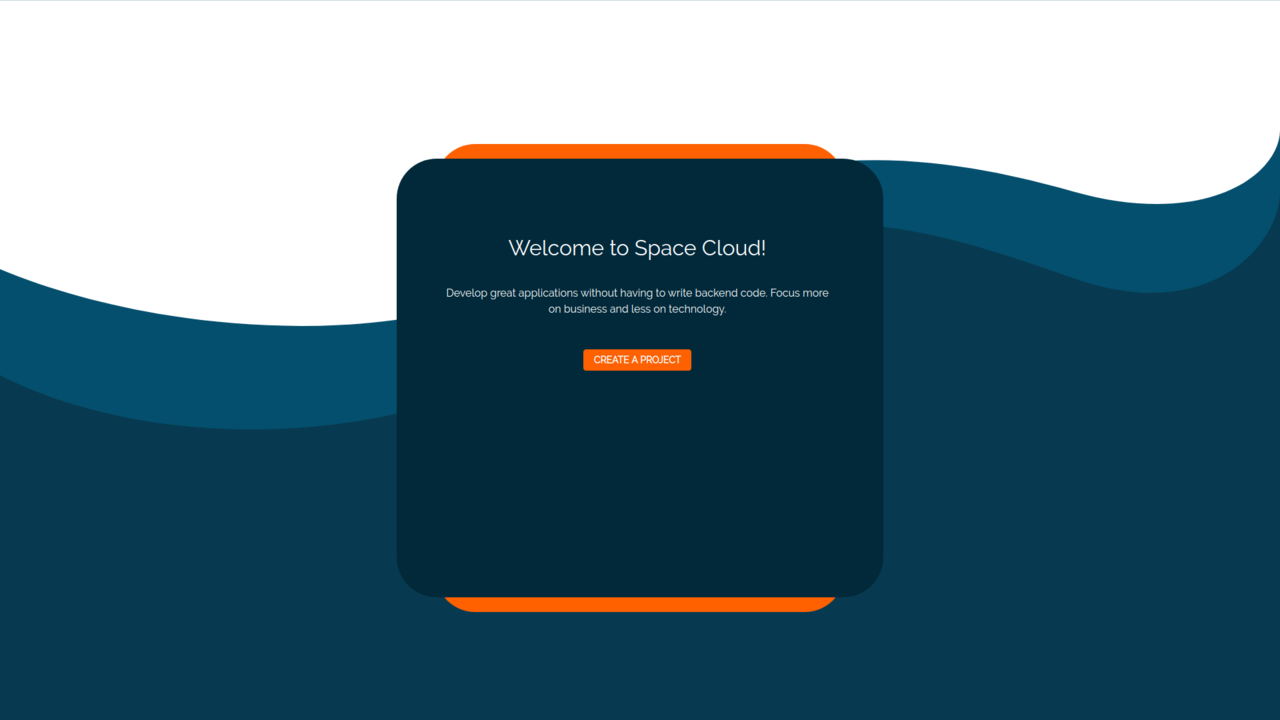 Welcome to Space Cloud!
Develop great applications without having to write backend code. Focus more
on business and less on technology.
CREATE A PROJECT